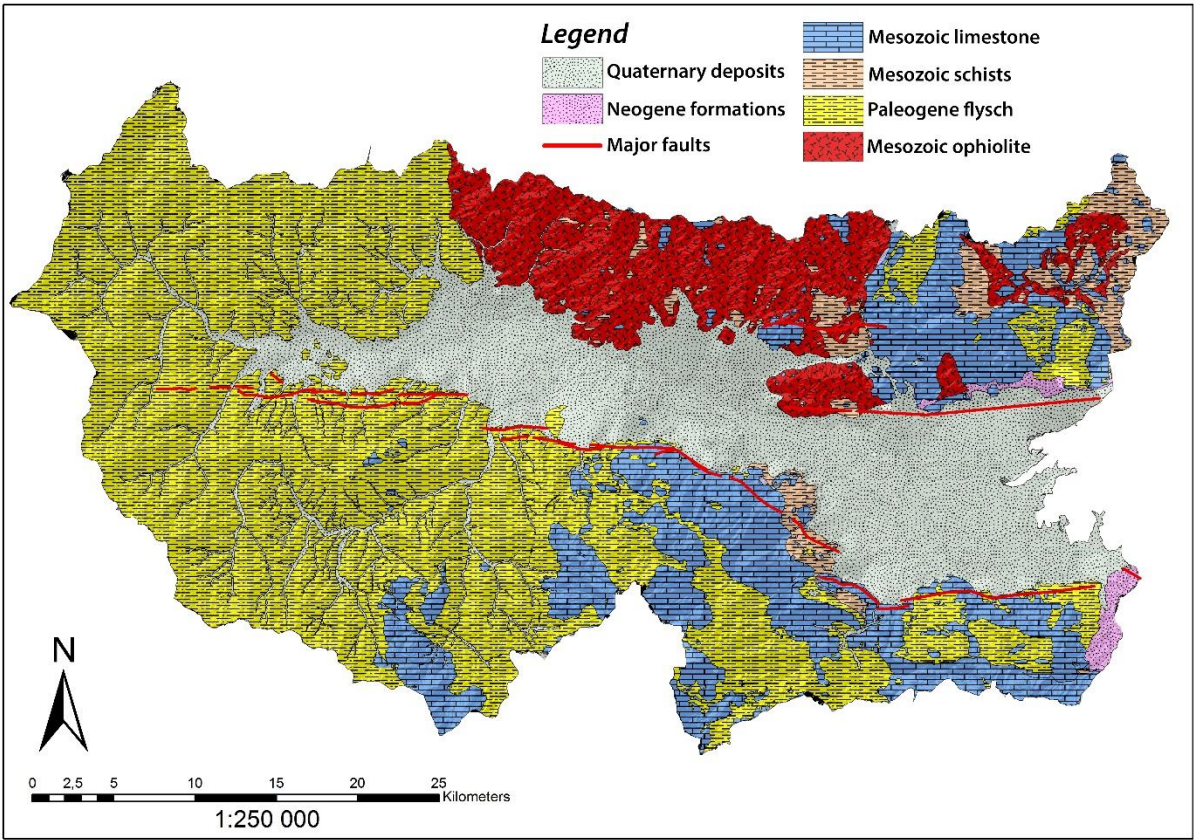 Legend
Quaternary deposits
Neogene formations
Major faults
Mesozoic limestone
Mesozoic schists
Paleogene flysch
Mesozoic ophiolite
N
0 2,5 5 10 15 20 25
Kilometers
1:250 000